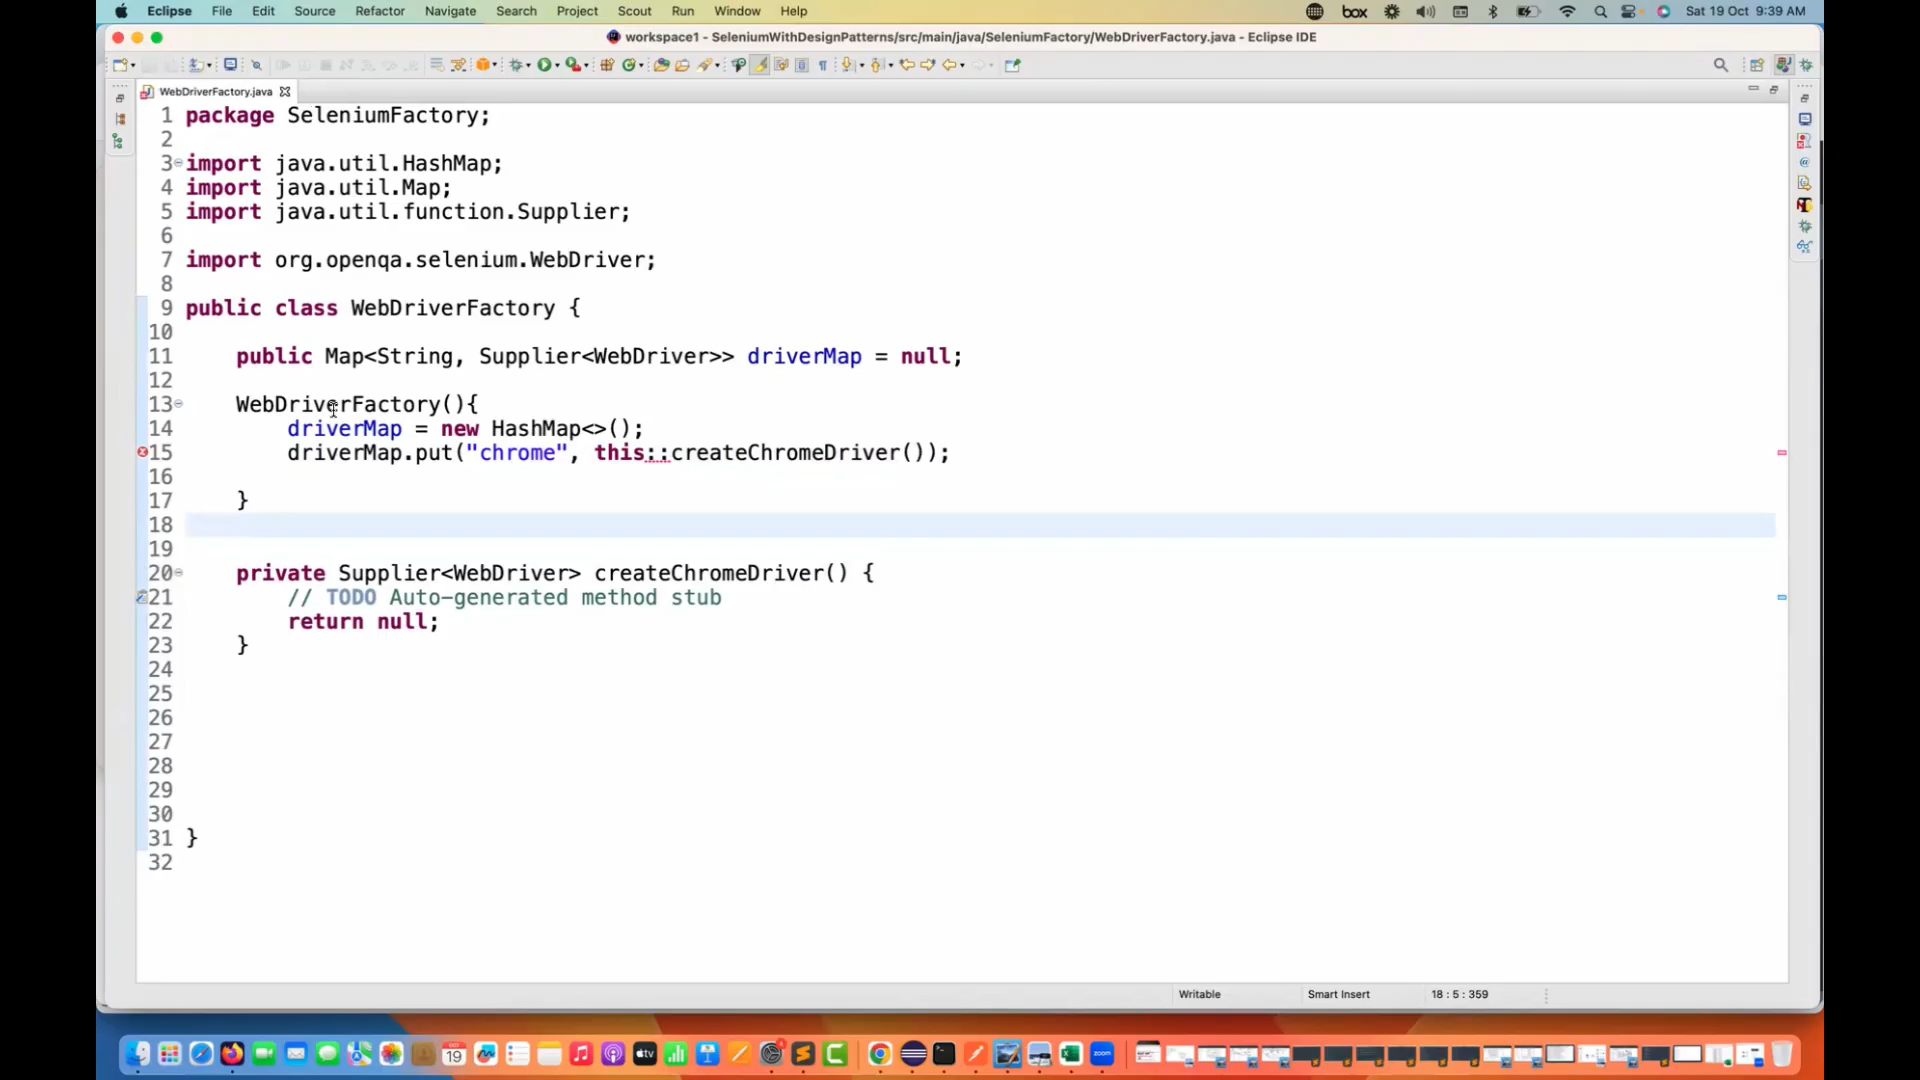 Eclipse File Edit Source Refactor Navigate Search Project Scout Run Window Help box Sat 19 Oct 9:39 AM
workspace1 - SeleniumWithDesignPatterns/src/main/java/SeleniumFactory/WebDriverFactory.java - Eclipse IDE
WebDriverFactory.java
1 package SeleniumFactory;
2
3 import java.util.HashMap;
4 import java.util.Map;
5 import java.util.function.Supplier;
6
7 import org.openqa.selenium.WebDriver;
8
9 public class WebDriverFactory {
10
11 public Map<String, Supplier<WebDriver>> driverMap = null;
12
13 WebDriverFactory(){
14 driverMap = new HashMap<>();
15 driverMap.put("chrome", this::createChromeDriver());
16
17 }
18
19
20 private Supplier<WebDriver> createChromeDriver() {
21 // TODO Auto-generated method stub
22 return null;
23 }
24
25
26
27
28
29
30
31 }
32
Writable Smart Insert 18 : 5 : 359
19 tv zoom